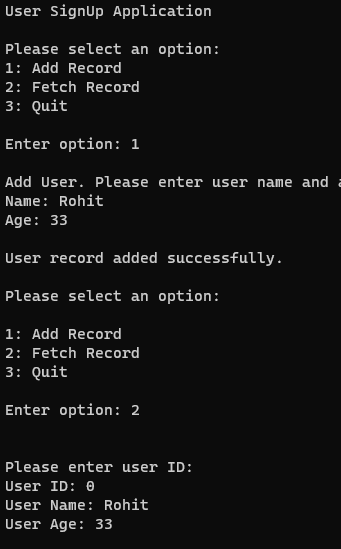 User SignUp Application
Please select an option:
1: Add Record
2: Fetch Record
3: Quit
Enter option: 1
Add User. Please enter user name and
Name: Rohit
Age: 33
User record added successfully.
Please select an option:
1: Add Record
2: Fetch Record
3: Quit
Enter option: 2
Please enter user ID:
User ID: 0
User Name: Rohit
User Age: 33